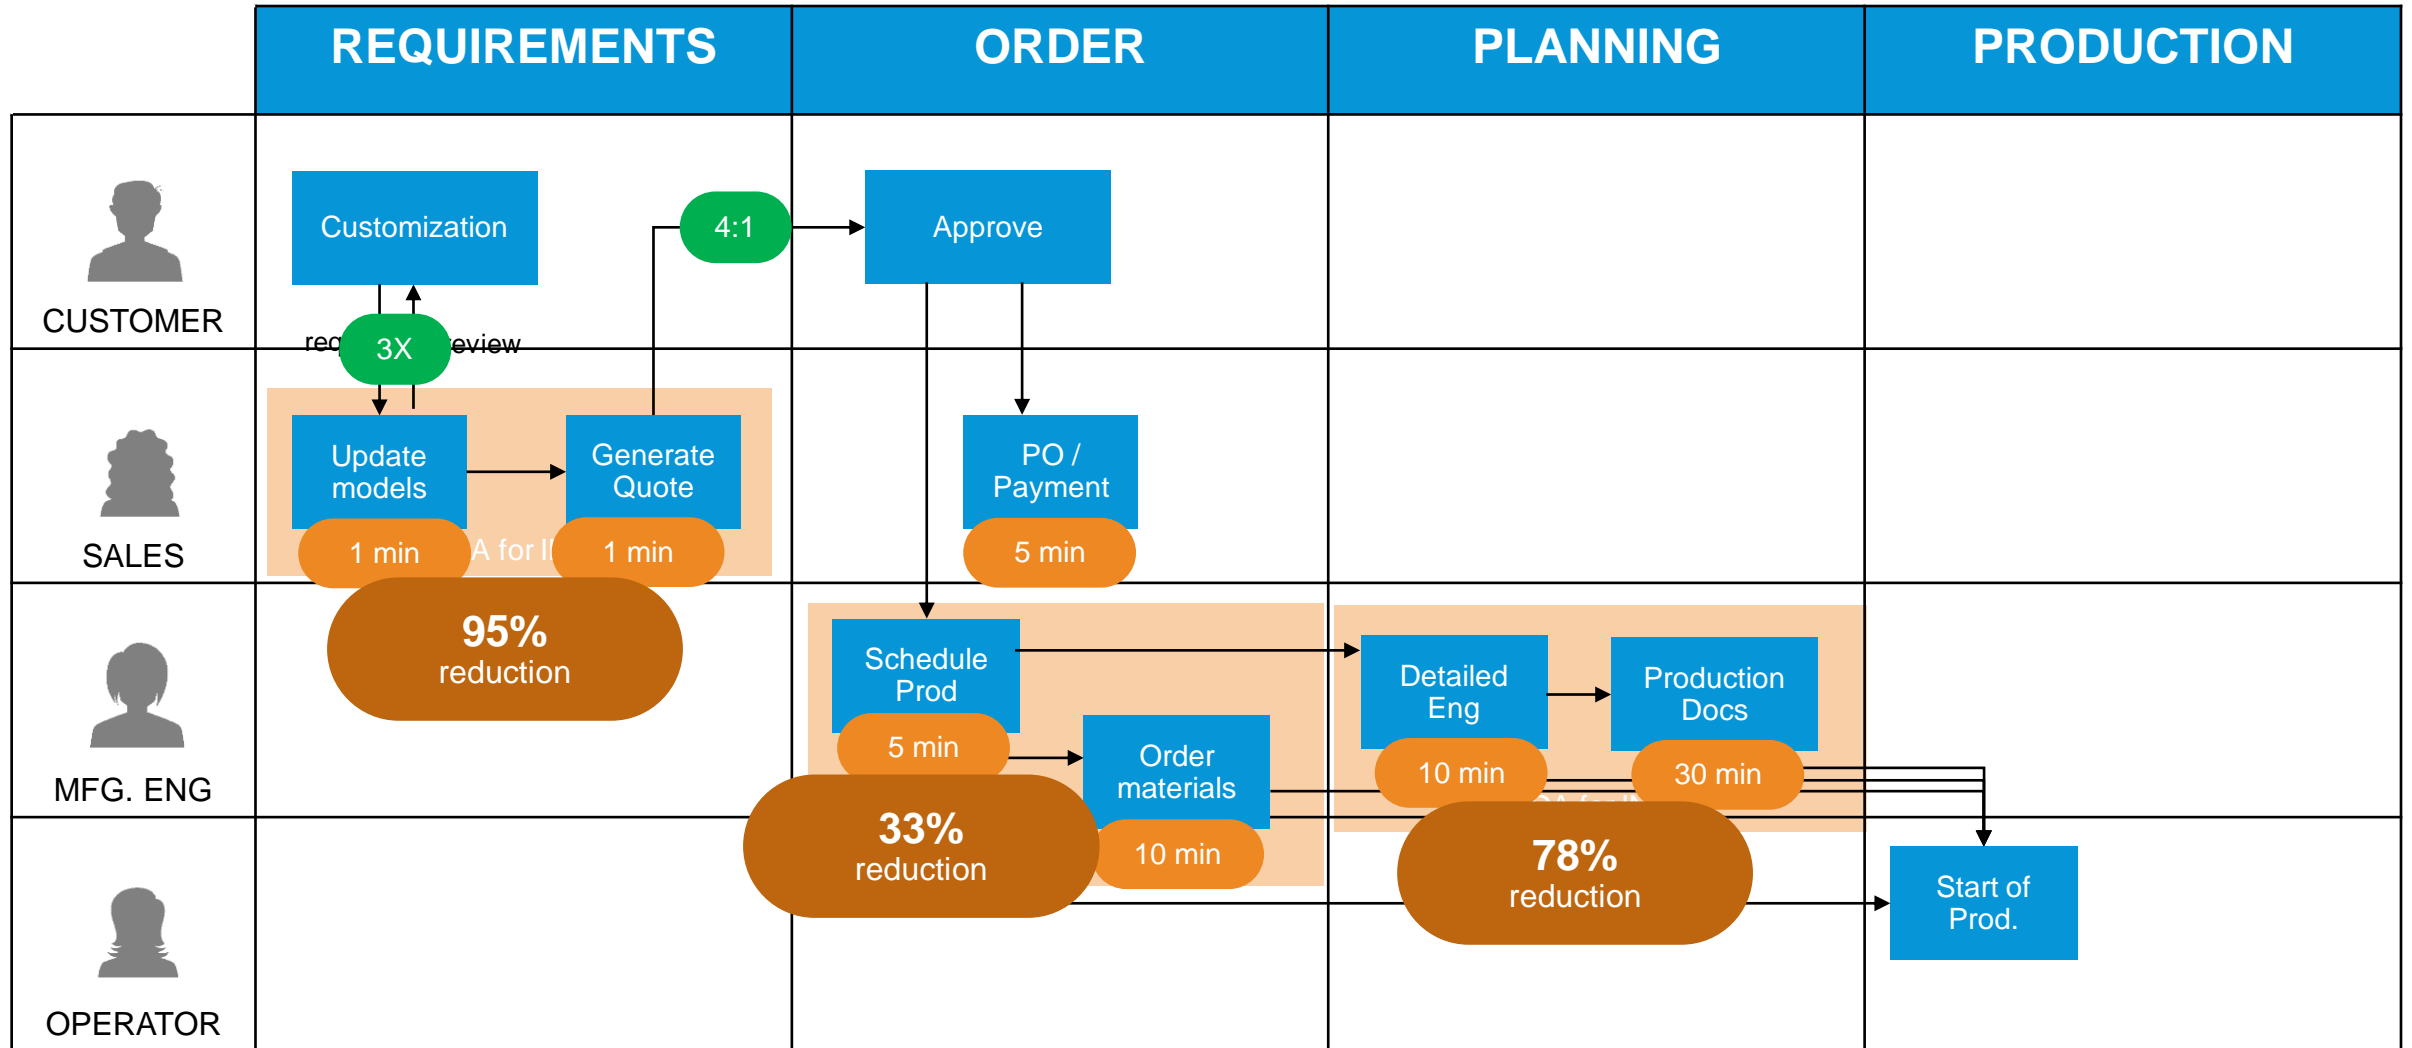 REQUIREMENTS
ORDER
PLANNING
PRODUCTION
CUSTOMER
Customization
4:1
Approve
3X
SALES
Update
models
Generate
Quote
PO /
Payment
1 min
A for
1 min
5 min
95%
reduction
MFG. ENG
Schedule
Prod
5 min
Order
materials
10 min
33%
reduction
Detailed
Eng
Production
Docs
10 min
30 min
78%
reduction
OPERATOR
Start of
Prod.